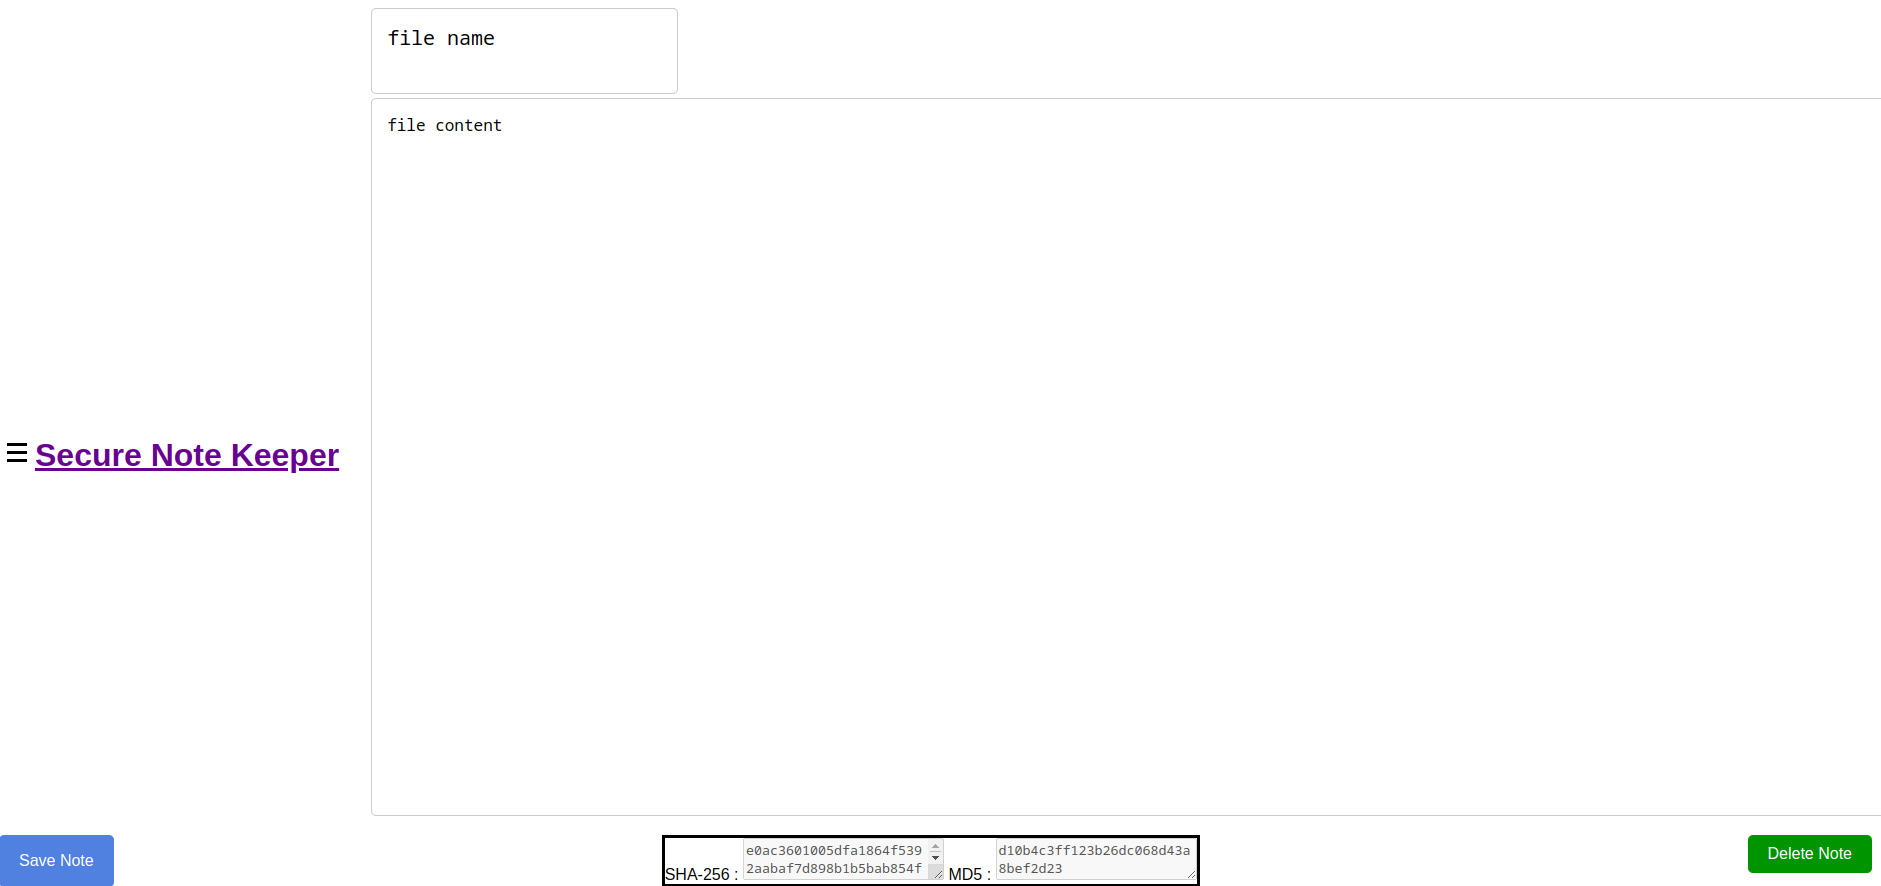 file name
file content
Secure Note Keeper
Save Note
SHA-256 :
e0ac3601005dfa1864f539
2aabaf7d898b1b5bab854f
MD5 :
d10b4c3ff123b26dc068d43a
8bef2d23
Delete Note